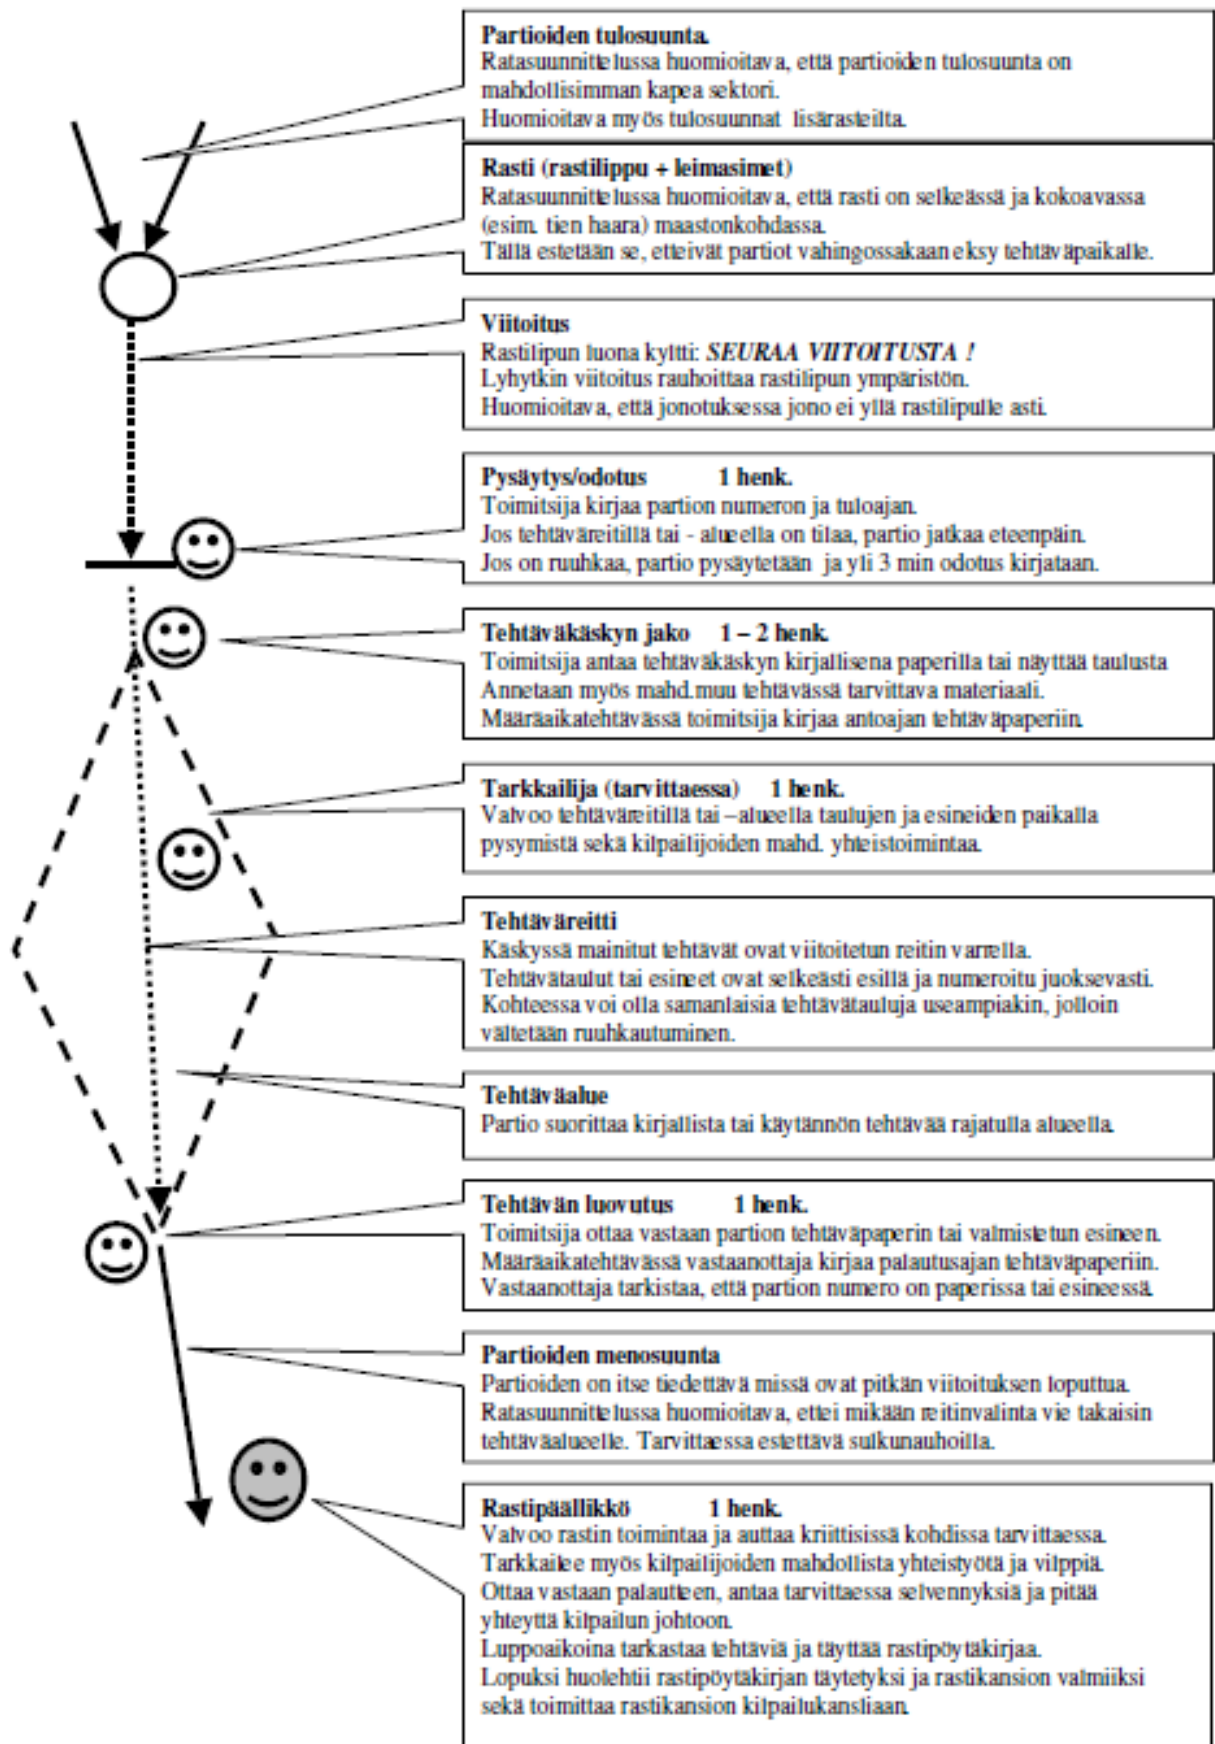 Partioiden tulosuunta.
Ratasuunnittelussa huomioitava, että partioiden tulosuunta on
mahdollisimman kapea sektori.
Huomioitava myös tulosuunnat lisärasteilta.
Rasti (rastilippu + leimasimet)
Ratasuunnittelussa huomioitava, että rasti on selkeässä ja kokoavassa
(esim. tien haara) maastonkohdassa.
Tällä estetään se, etteivät partiot vahingossakaan eksy tehtäväpaikalle.
Viitoitus
Rastilipun luona kyltti: SEURAA VIITOITUSTA !
Lyhytkin viitoitus rauhoittaa rastilipun ympäristön.
Huomioitava, että jonotuksessa jono ei yllä rastilipulle asti.
Pysäytys/odotus 1 henk.
Toimitsija kirjaa partion numeron ja tuloajan.
Jos tehtäväreitillä tai - alueella on tilaa, partio jatkaa eteenpäin.
Jos on ruuhkaa, partio pysäytetään ja yli 3 min odotus kirjataan.
Tehtäväkäskyn jako 1 – 2 henk.
Toimitsija antaa tehtäväkäskyn kirjallisena paperilla tai näyttää taulusta
Annetaan myös mahd.muu tehtävässä tarvittava materiaali.
Määräaikatehtävässä toimitsija kirjaa antoajan tehtäväpaperiin.
Tarkkailija (tarvittaessa) 1 henk.
Valvoo tehtäväreitillä tai –alueella taulujen ja esineiden paikalla
pysymistä sekä kilpailijoiden mahd. yhteistoimintaa.
Tehtäväreitti
Käskyssä mainitut tehtävät ovat viitoitetun reitin varrella.
Tehtävätaulut tai esineet ovat selkeästi esillä ja numeroitu juoksevasti.
Kohteessa voi olla samanlaisia tehtävätauluja useampiakin, jolloin
vältetään ruuhkautuminen.
Tehtäväalue
Partio suorittaa kirjallista tai käytännön tehtävää rajatulla alueella.
Tehtävän luovutus 1 henk.
Toimitsija ottaa vastaan partion tehtäväpaperin tai valmistetun esineen.
Määräaikatehtävässä vastaanottaja kirjaa palautusajan tehtäväpaperiin.
Vastaanottaja tarkistaa, että partion numero on paperissa tai esineessä.
Partioiden menosuunta
Partioiden on itse tiedettävä missä ovat pitkän viitoituksen loputtua.
Ratasuunnittelussa huomioitava, ettei mikään reitinvalinta vie takaisin
tehtäväalueelle. Tarvittaessa estettävä sulkunauhoilla.
Rastipäällikkö 1 henk.
Valvoo rastin toimintaa ja auttaa kriittisissä kohdissa tarvittaessa.
Tarkkailee myös kilpailijoiden mahdollista yhteistyötä ja vilppiä.
Ottaa vastaan palautteen, antaa tarvittaessa selvennyksiä ja pitää
yhteyttä kilpailun johtoon.
Luppoaikoina tarkastaa tehtäviä ja täyttää rastipöytäkirjaa.
Lopuksi huolehtii rastipöytäkirjan täytetyksi ja rastikansion valmiiksi
sekä toimittaa rastikansion kilpailukansliaan.